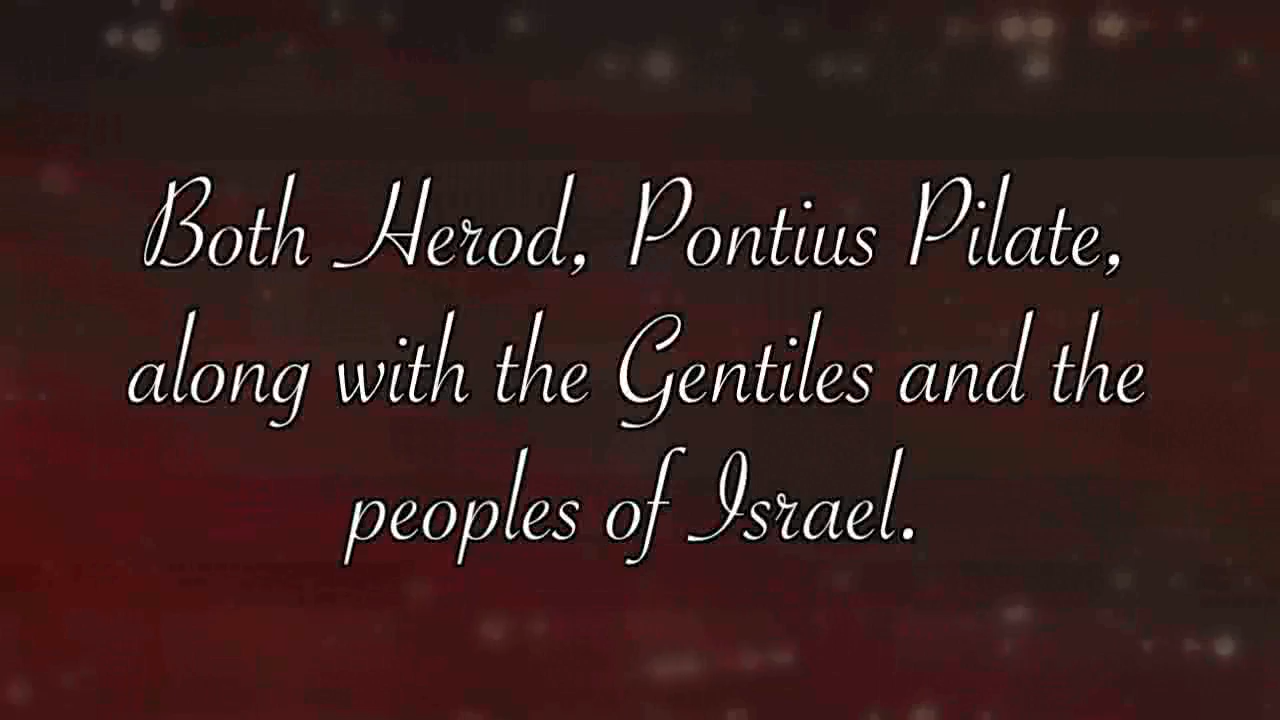 Both Herod, Pontius Pilate,
along with the Gentiles and the
peoples of Israel.